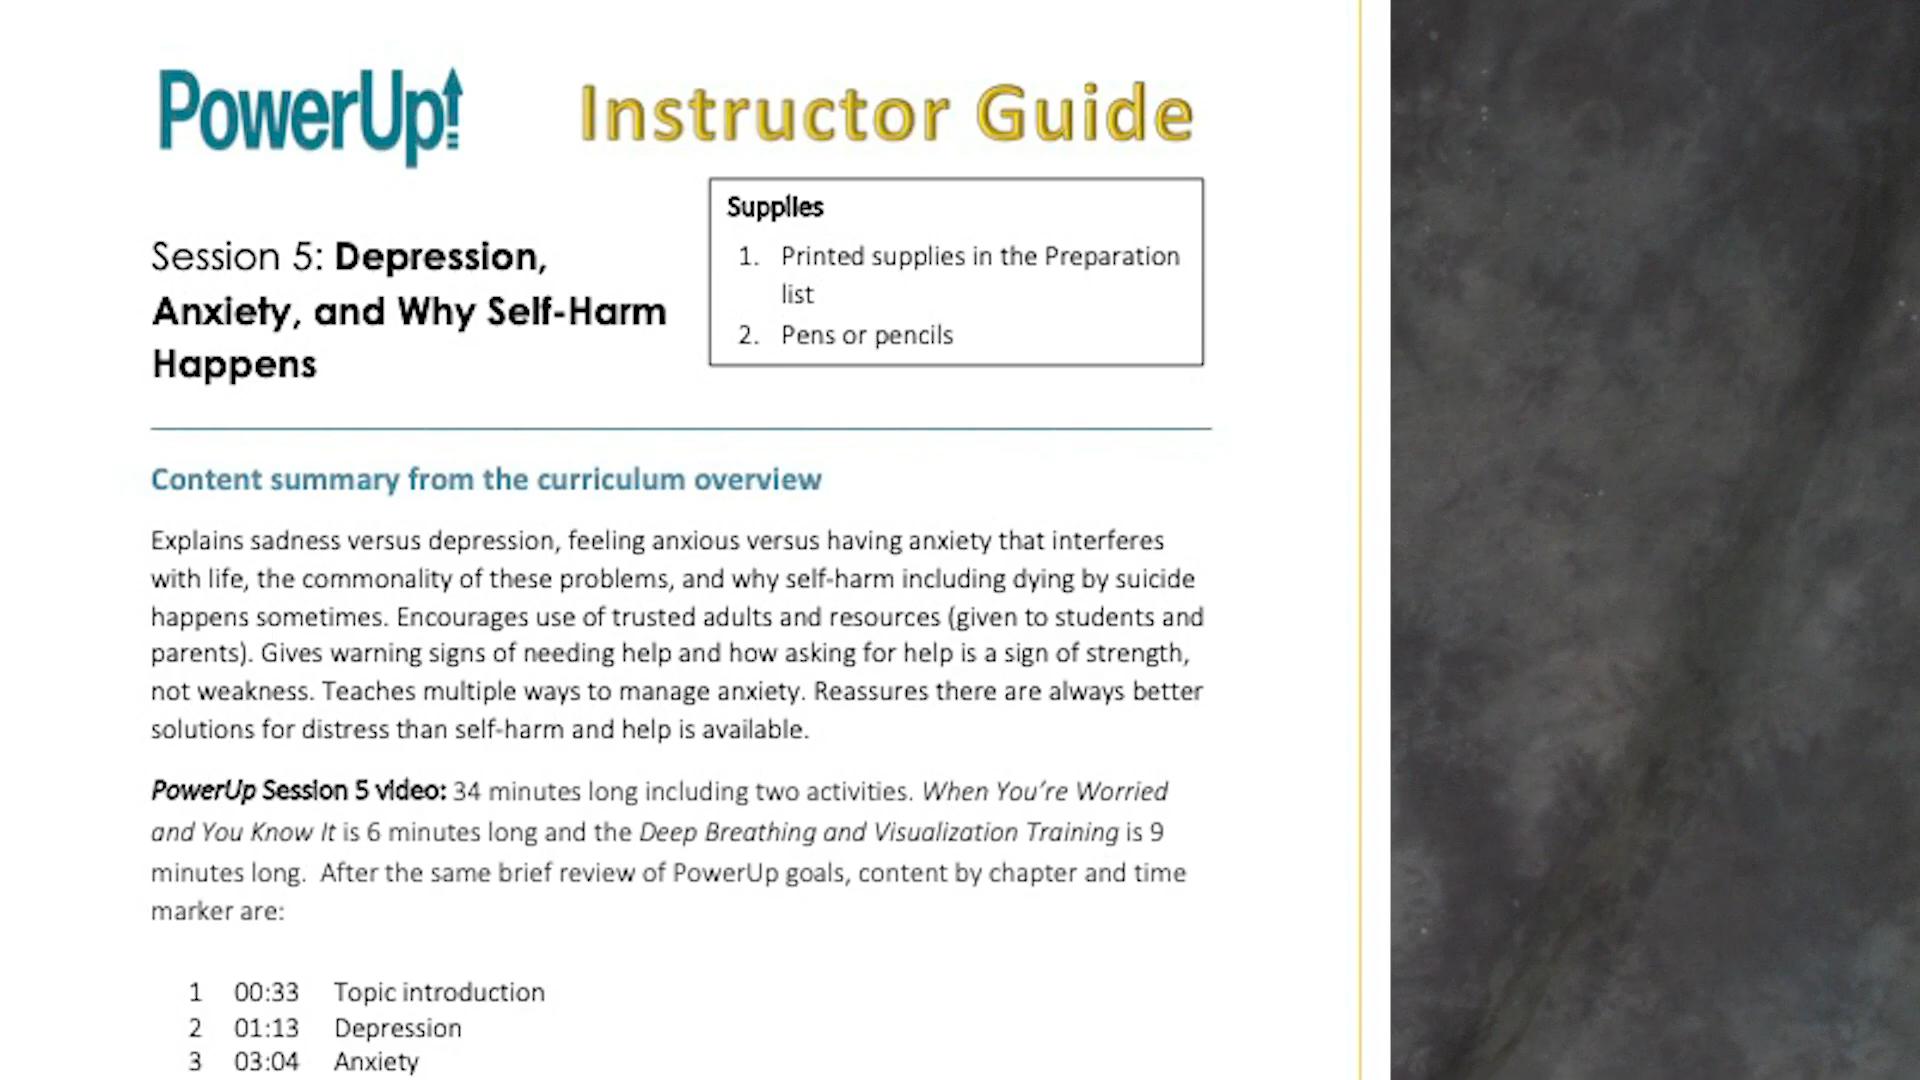 PowerUp!
Instructor Guide
Supplies
1. Printed supplies in the Preparation
list
2. Pens or pencils
Session 5: Depression,
Anxiety, and Why Self-Harm
Happens
Content summary from the curriculum overview
Explains sadness versus depression, feeling anxious versus having anxiety that interferes
with life, the commonality of these problems, and why self-harm including dying by suicide
happens sometimes. Encourages use of trusted adults and resources (given to students and
parents). Gives warning signs of needing help and how asking for help is a sign of strength,
not weakness. Teaches multiple ways to manage anxiety. Reassures there are always better
solutions for distress than self-harm and help is available.
PowerUp Session 5 video: 34 minutes long including two activities. When You’re Worried
and You Know It is 6 minutes long and the Deep Breathing and Visualization Training is 9
minutes long. After the same brief review of PowerUp goals, content by chapter and time
marker are:
1 00:33 Topic introduction
2 01:13 Depression
3 03:04 Anxiety